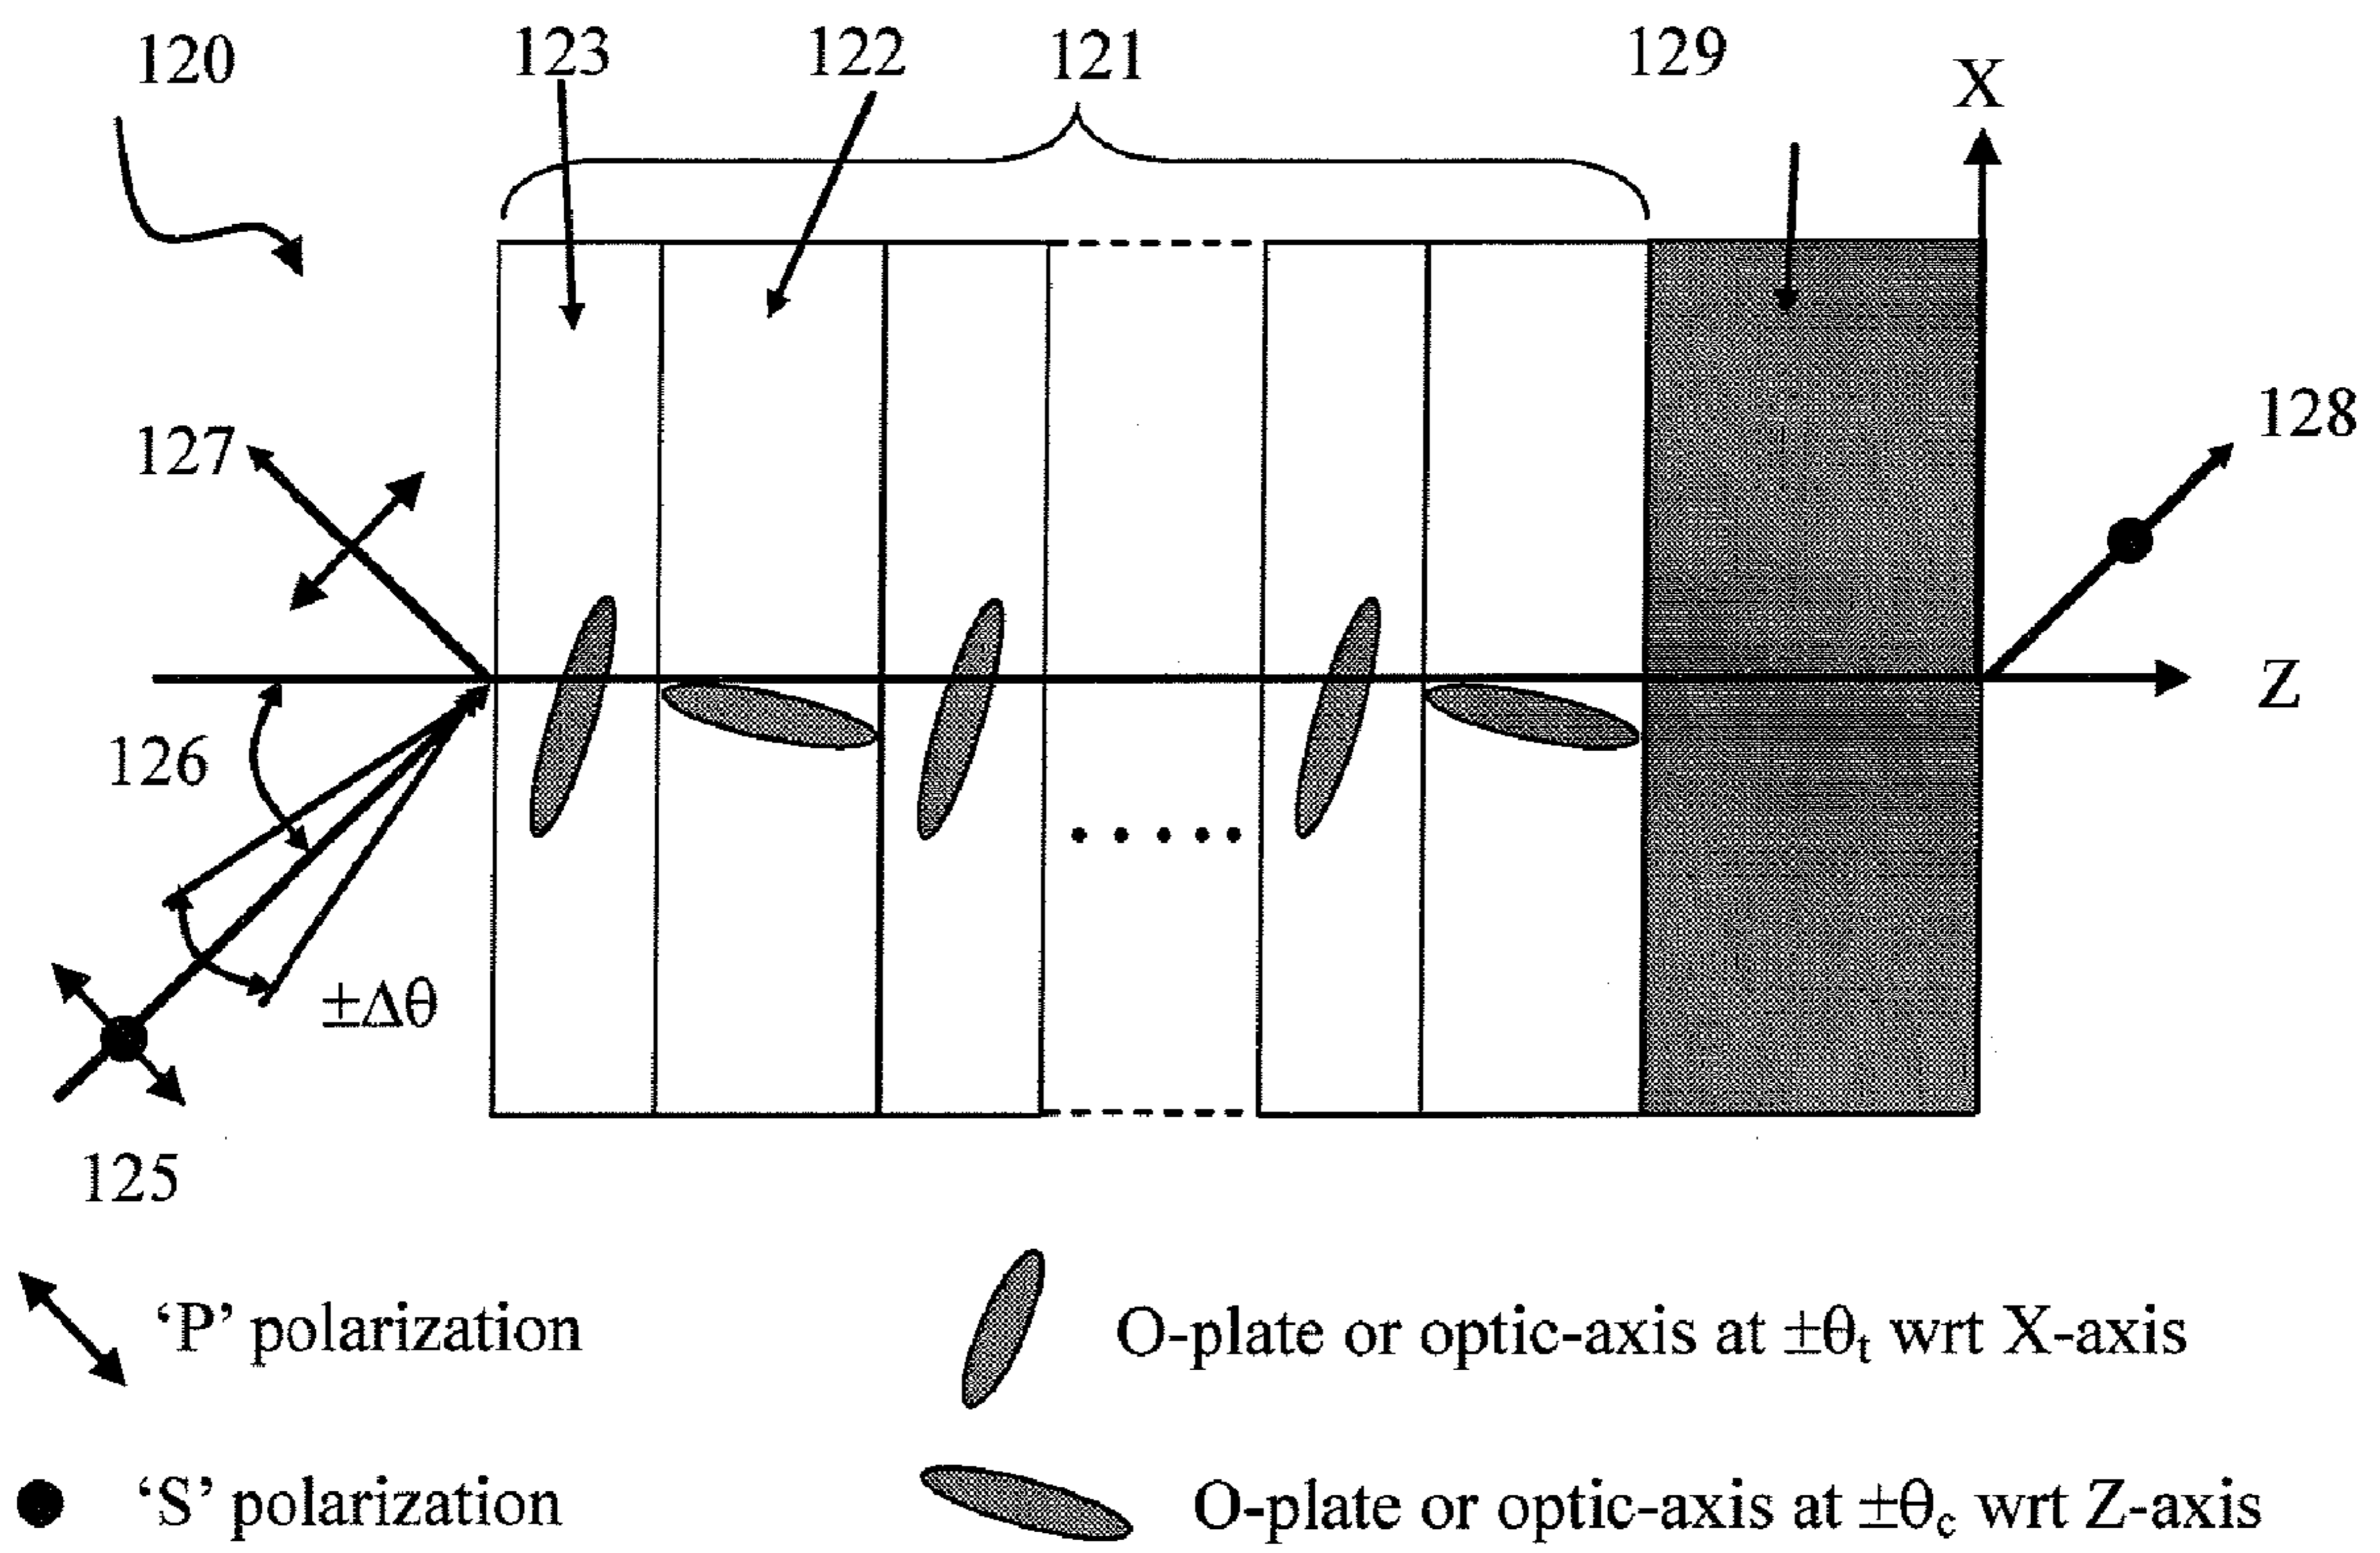 120
123
122
121
129
X
127
128
Z
126
±Δθ
125
‘P’ polarization
O-plate or optic-axis at ±θt wrt X-axis
‘S’ polarization
O-plate or optic-axis at ±θc wrt Z-axis